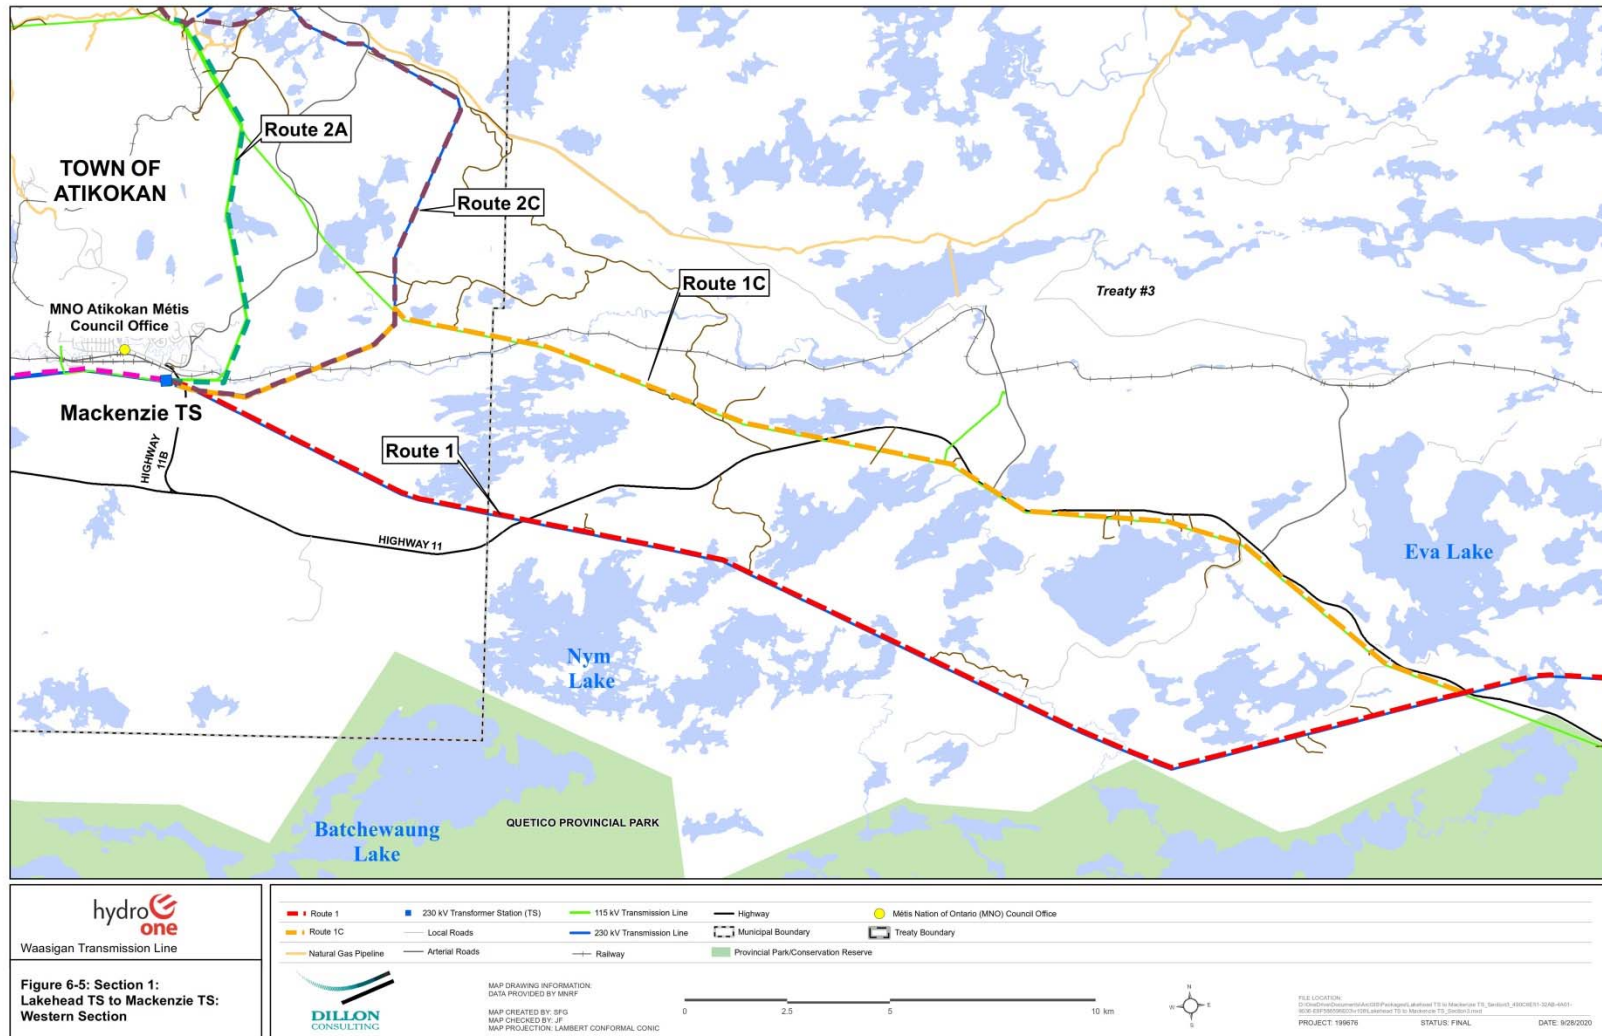 Route 2A
TOWN OF
ATIKOKAN
Route 2C
Route 1C
Treaty #3
MNO Atikokan Métis
Council Office
Mackenzie TS
HIGHWAY
11B
Route 1
HIGHWAY 11
Eva Lake
Nym
Lake
Batchewaung
Lake
QUETICO PROVINCIAL PARK
hydro
one
Waasigan Transmission Line
Figure 6-5: Section 1:
Lakehead TS to Mackenzie TS:
Western Section
Route 1
230 kV Transformer Station (TS)
115 kV Transmission Line
Highway
Métis Nation of Ontario (MNO) Council Office
Route 1C
Local Roads
230 kV Transmission Line
Municipal Boundary
Treaty Boundary
Natural Gas Pipeline
Arterial Roads
Railway
Provincial Park/Conservation Reserve
DILLON
CONSULTING
MAP DRAWING INFORMATION:
DATA PROVIDED BY MNRF
MAP CREATED BY: SFG
MAP CHECKED BY: JF
MAP PROJECTION: LAMBERT CONFORMAL CONIC
0 2.5 5 10 km
N
W E
S
FILE LOCATION:
PROJECT: 199676 STATUS: FINAL DATE: 9/28/2020